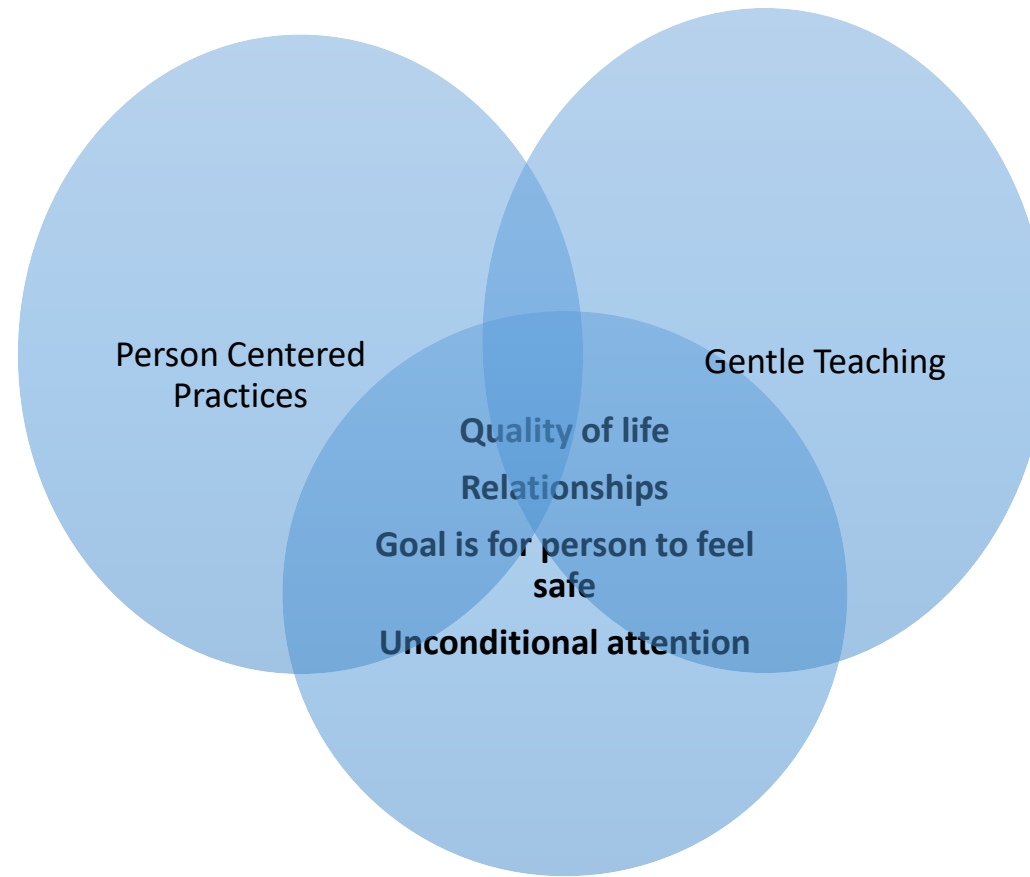 Person Centered
Practices
Gentle Teaching
Quality of life
Relationships
Goal is for person to feel
safe
Unconditional attention